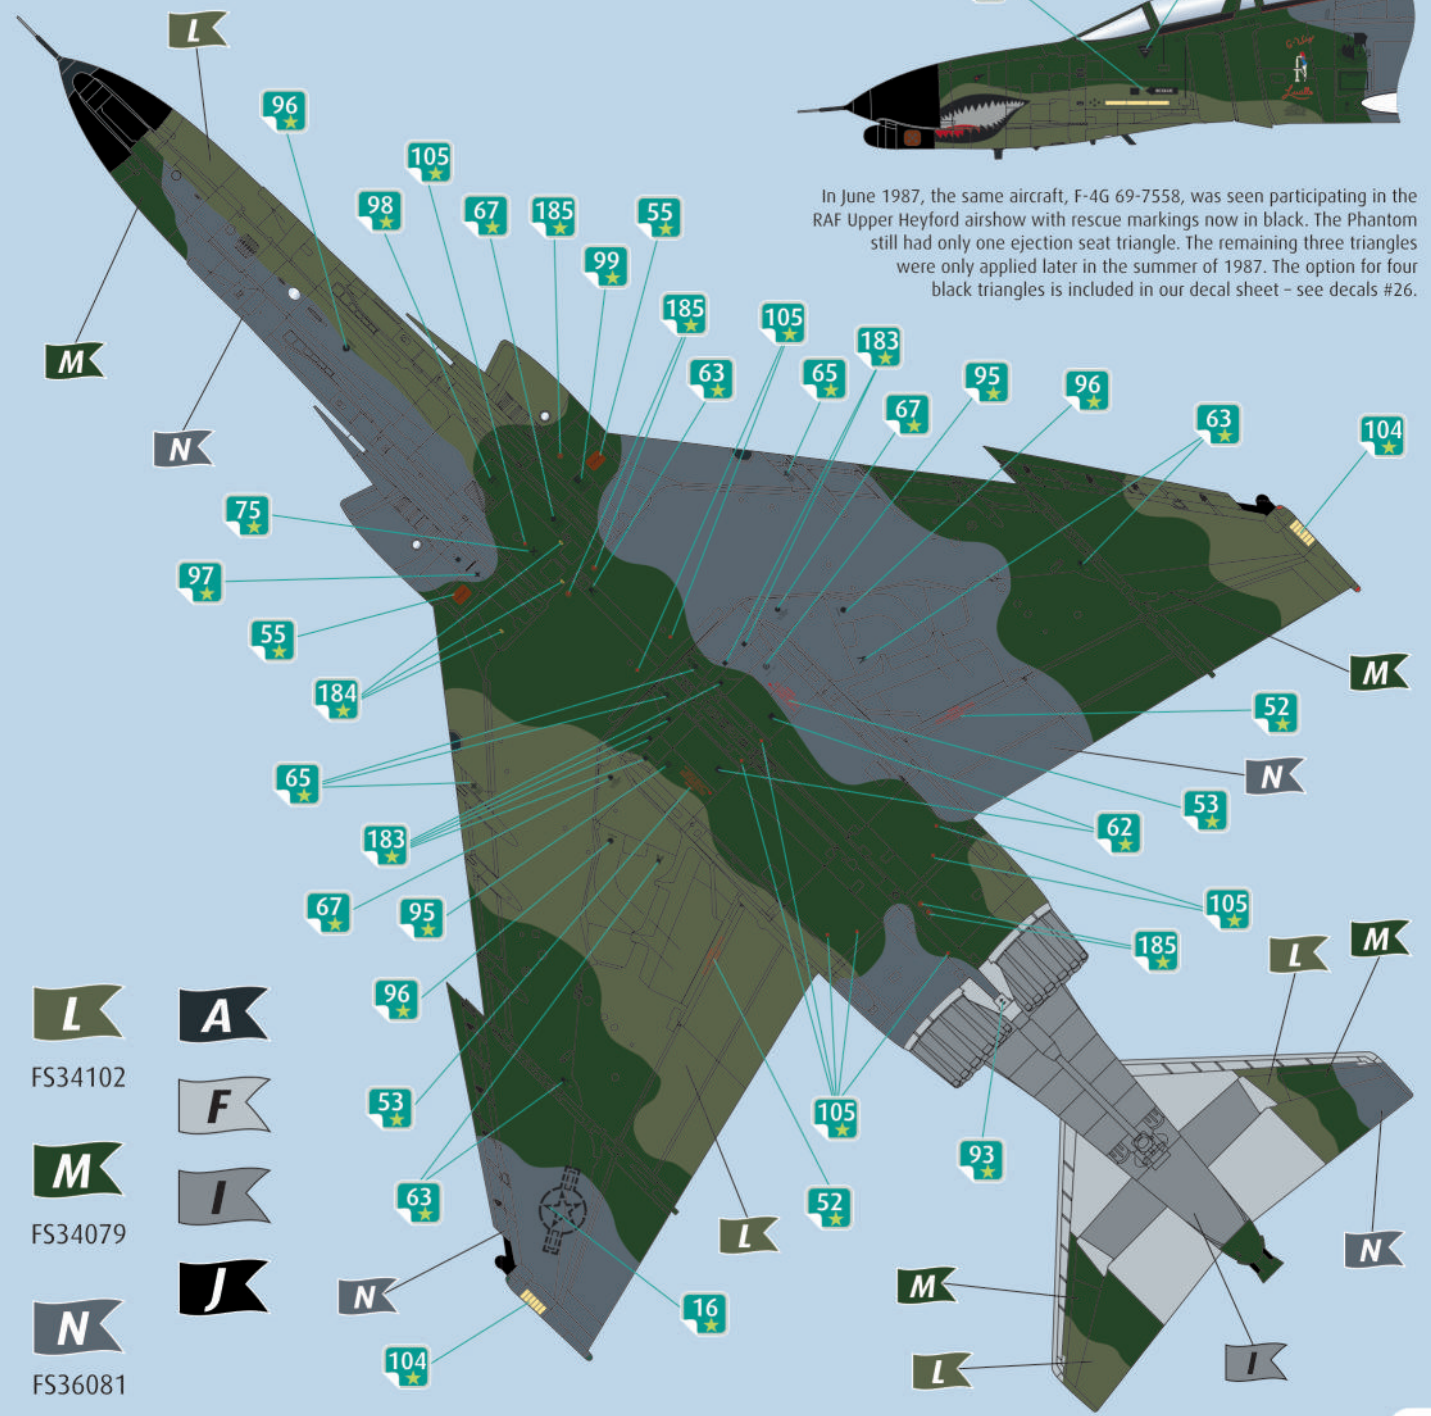 L
96
105
98
67
185
55
99
In June 1987, the same aircraft, F-4G 69-7558, was seen participating in the
RAF Upper Heyford airshow with rescue markings now in black. The Phantom
still had only one ejection seat triangle. The remaining three triangles
were only applied later in the summer of 1987. The option for four
black triangles is included in our decal sheet – see decals #26.
185
105
183
63
65
95
96
67
63
104
M
N
75
97
55
184
M
52
N
53
62
65
183
67
95
105
185
L
M
96
53
105
93
63
52
L
N
N
16
M
104
L
I
L
FS34102
A
F
M
FS34079
I
J
N
FS36081